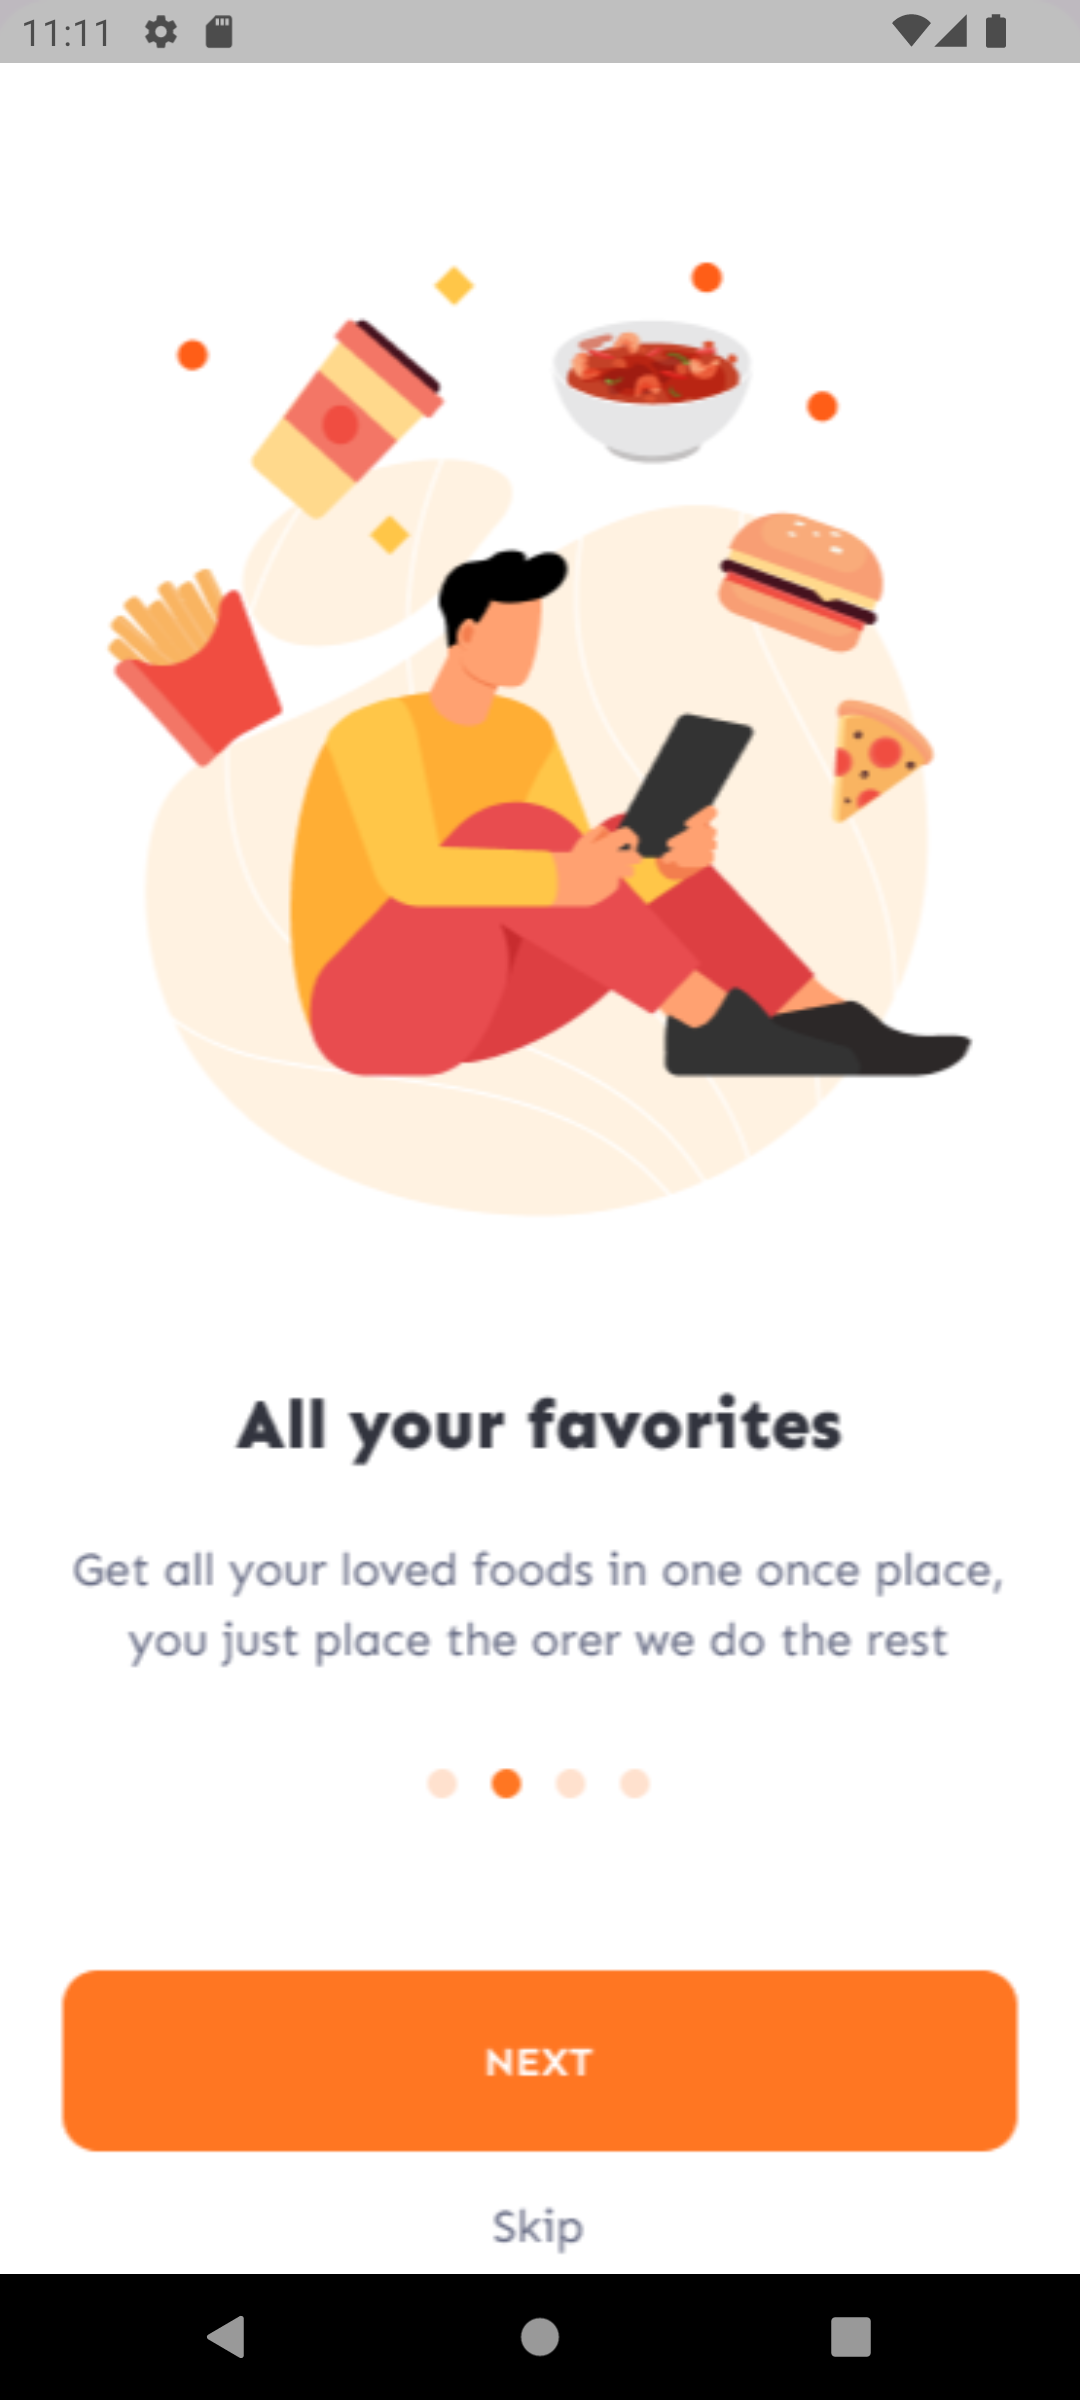 11:11
All your favorites
Get all your loved foods in one once place,
you just place the orer we do the rest
NEXT
Skip